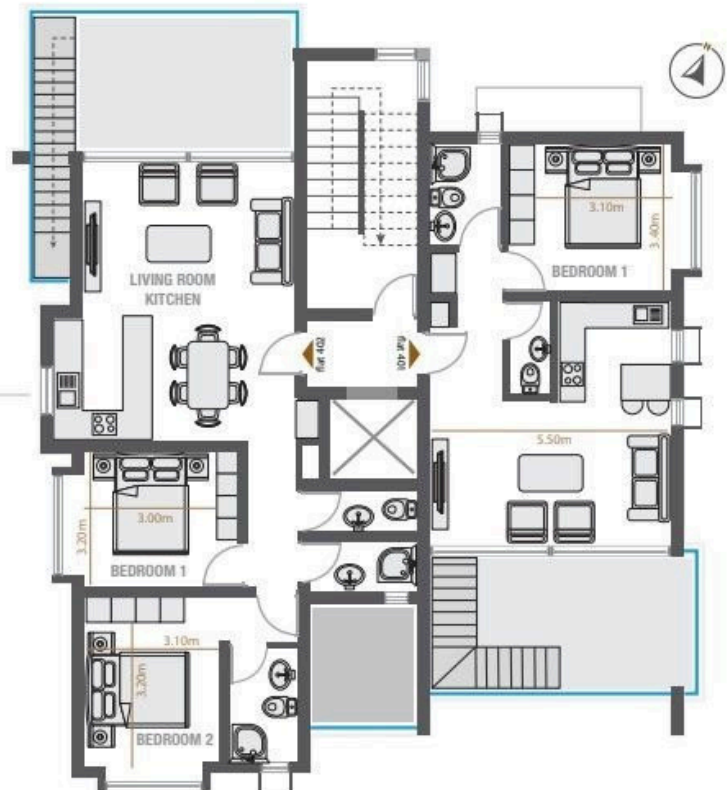 N
3.10m
3.40m
BEDROOM 1
LIVING ROOM
KITCHEN
flat 402
flat 401
5.50m
3.00m
3.20m
BEDROOM 1
3.10m
3.20m
BEDROOM 2